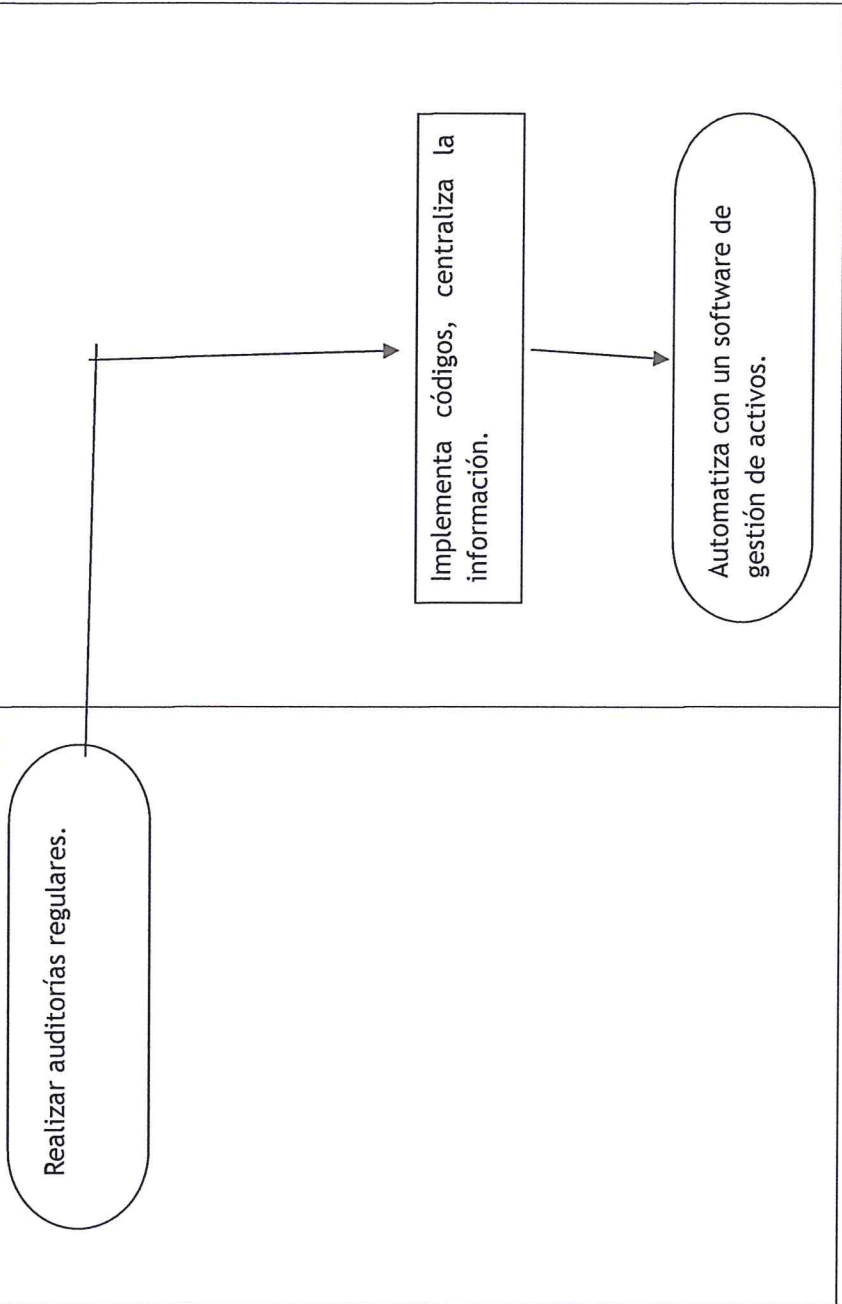 Realizar auditorías regulares.
Implementa códigos, centraliza la
información.
Automatiza con un software de
gestión de activos.